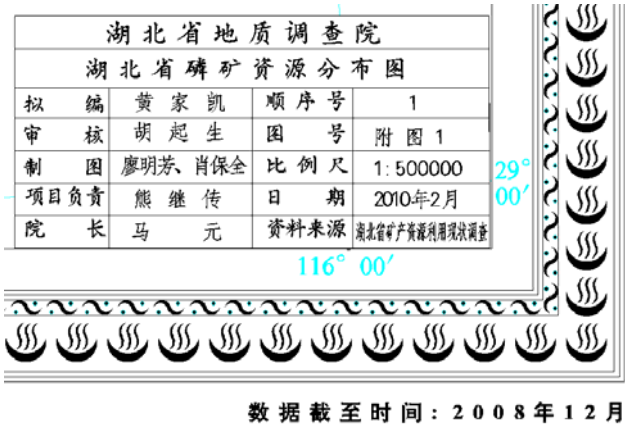 湖北省地质调查院
湖北省磷矿资源分布图
拟编 黄家凯 顺序号 1
审核 胡起生 图号 附图1
制图 廖明芳、肖保全 比例尺 1:500000
项目负责 熊继传 日期 2010年2月
院长 马元 资料来源 湖北省矿产资源利用现状调查
29°
00′
116° 00′
数据截至时间:2008年12月